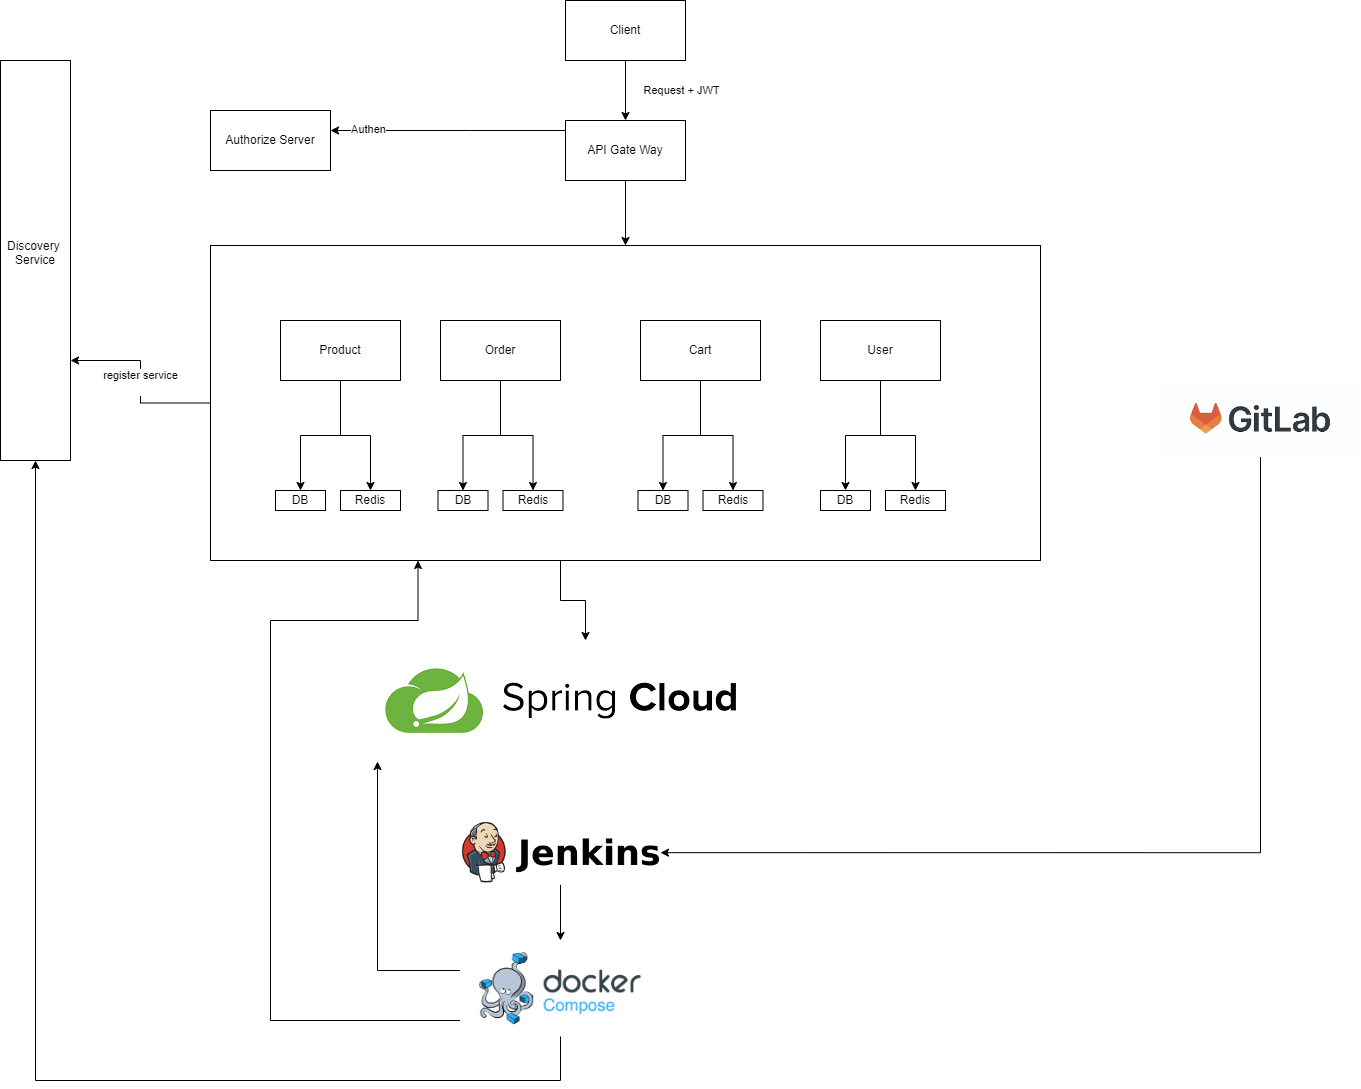 Client
Request + JWT
Authorize Server
Authen
API Gate Way
Discovery
Service
register service
Product
Order
Cart
User
DB
Redis
DB
Redis
DB
Redis
DB
Redis
GitLab
Spring Cloud
Jenkins
docker
Compose